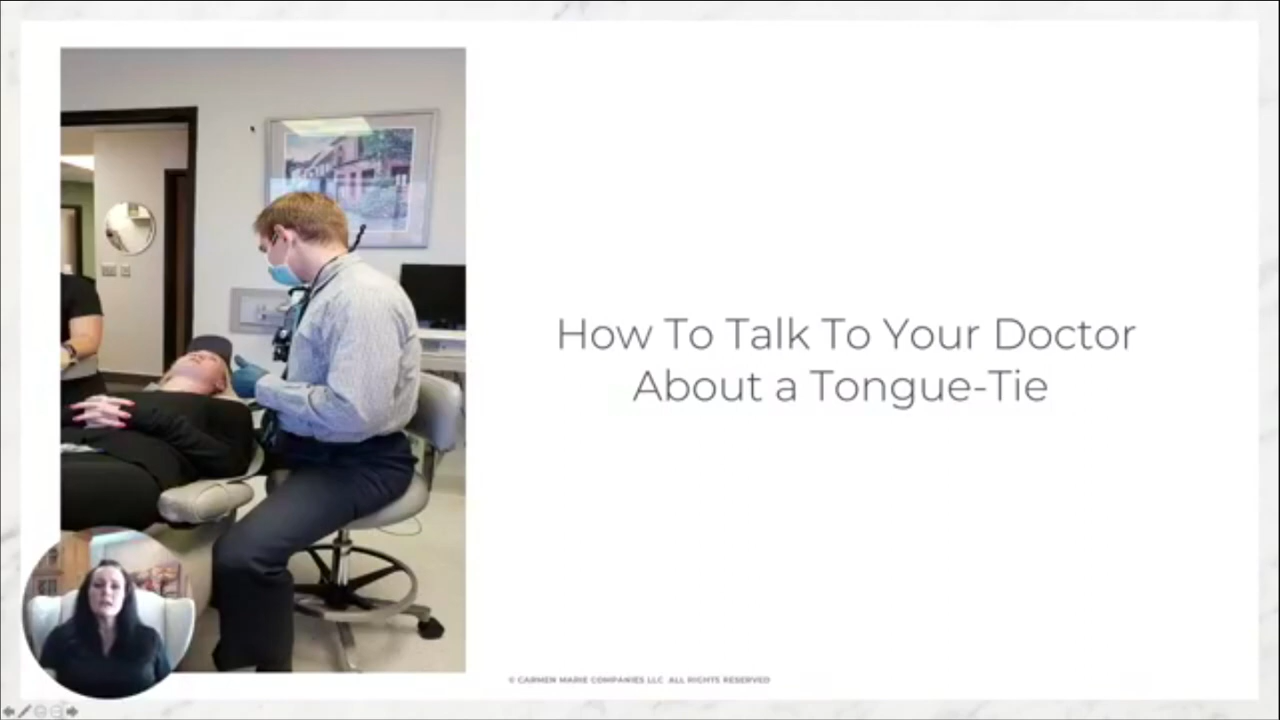 How To Talk To Your Doctor
About a Tongue-Tie
© CARMEN MARIE COMPANIES LLC ALL RIGHTS RESERVED